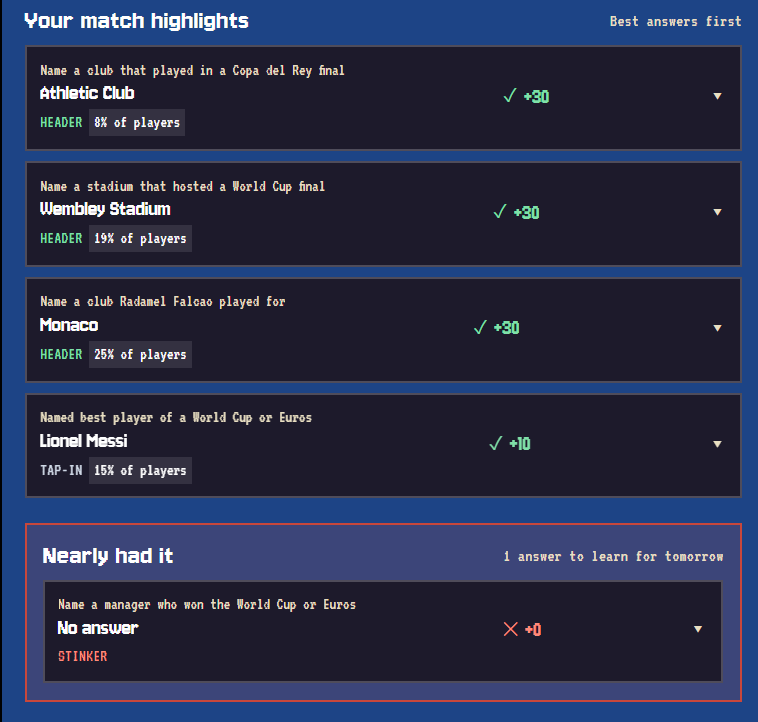 Your match highlights
Best answers first
Name a club that played in a Copa del Rey final
Athletic Club
✓ +30
▼
HEADER 8% of players
Name a stadium that hosted a World Cup final
Wembley Stadium
✓ +30
▼
HEADER 19% of players
Name a club Radamel Falcao played for
Monaco
✓ +30
▼
HEADER 25% of players
Named best player of a World Cup or Euros
Lionel Messi
✓ +10
▼
TAP-IN 15% of players
Nearly had it
1 answer to learn for tomorrow
Name a manager who won the World Cup or Euros
No answer
✕ +0
▼
STINKER